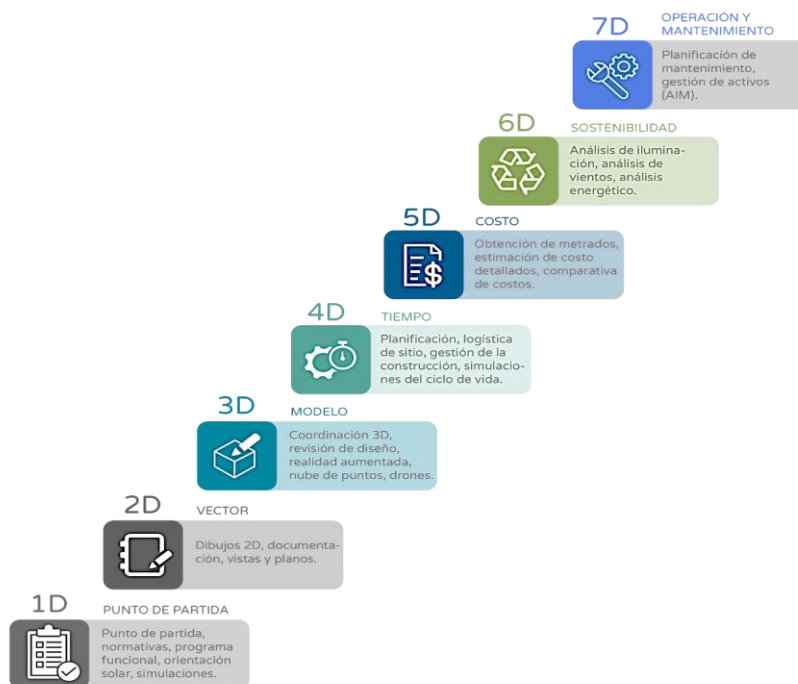 7D
OPERACIÓN Y
MANTENIMIENTO
Planificación de
mantenimiento,
gestión de activos
(AIM).
6D
SOSTENIBILIDAD
Análisis de ilumina-
ción, análisis de
vientos, análisis
energético.
5D
COSTO
Obtención de metrados,
estimación de costo
detallados, comparativa
de costos.
4D
TIEMPO
Planificación, logística
de sitio, gestión de la
construcción, simulacio-
nes del ciclo de vida.
3D
MODELO
Coordinación 3D,
revisión de diseño,
realidad aumentada,
nube de puntos, drones.
2D
VECTOR
Dibujos 2D, documenta-
ción, vistas y planos.
1D
PUNTO DE PARTIDA
Punto de partida,
normativas, programa
funcional, orientación
solar, simulaciones.